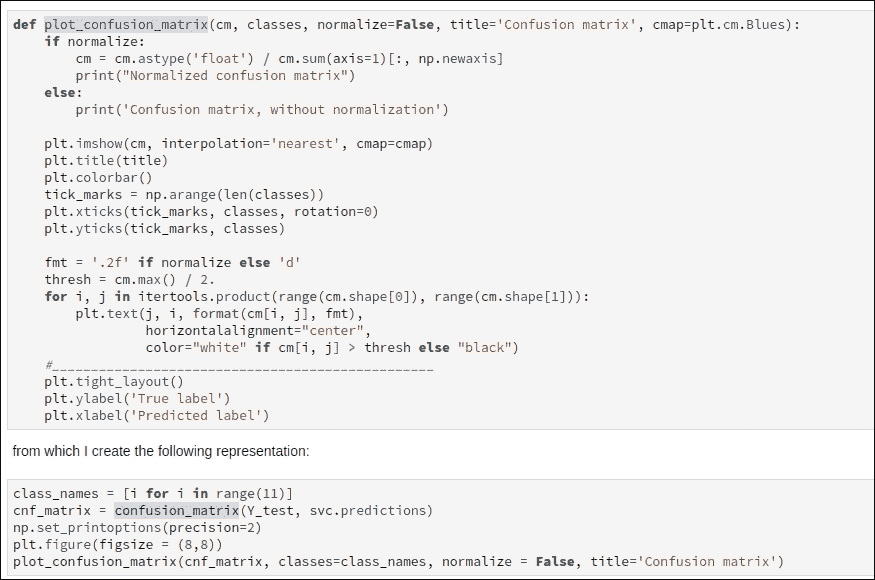 def plot_confusion_matrix(cm, classes, normalize=False, title='Confusion matrix', cmap=plt.cm.Blues):
    if normalize:
        cm = cm.astype('float') / cm.sum(axis=1)[:, np.newaxis]
        print("Normalized confusion matrix")
    else:
        print('Confusion matrix, without normalization')

    plt.imshow(cm, interpolation='nearest', cmap=cmap)
    plt.title(title)
    plt.colorbar()
    tick_marks = np.arange(len(classes))
    plt.xticks(tick_marks, classes, rotation=0)
    plt.yticks(tick_marks, classes)

    fmt = '.2f' if normalize else 'd'
    thresh = cm.max() / 2.
    for i, j in itertools.product(range(cm.shape[0]), range(cm.shape[1])):
        plt.text(j, i, format(cm[i, j], fmt),
                 horizontalalignment="center",
                 color="white" if cm[i, j] > thresh else "black")
    #_________________________________________________
    plt.tight_layout()
    plt.ylabel('True label')
    plt.xlabel('Predicted label')
from which I create the following representation:
class_names = [i for i in range(11)]
cnf_matrix = confusion_matrix(Y_test, svc.predictions)
np.set_printoptions(precision=2)
plt.figure(figsize = (8,8))
plot_confusion_matrix(cnf_matrix, classes=class_names, normalize = False, title='Confusion matrix')